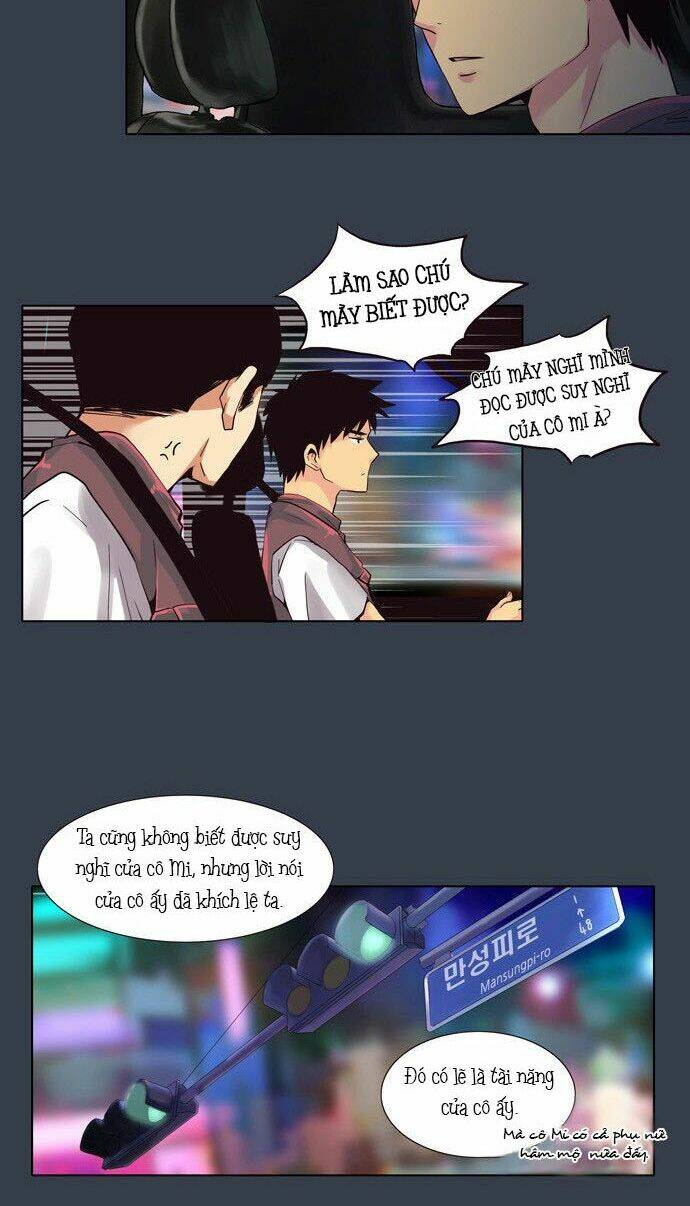 LÀM SAO CHÚ
MÀY BIẾT ĐƯỢC?
CHÚ MÀY NGHĨ MÌNH
ĐỌC ĐƯỢC SUY NGHĨ
CỦA CÔ MI À?
Ta cũng không biết được suy
nghĩ của cô Mi, nhưng lời nói
của cô ấy đã khích lệ ta.
만성피로
Mansungpi-ro
48
Đó có lẽ là tài năng
của cô ấy.
Mà cô Mi có cả phụ nữ
hâm mộ nữa đấy